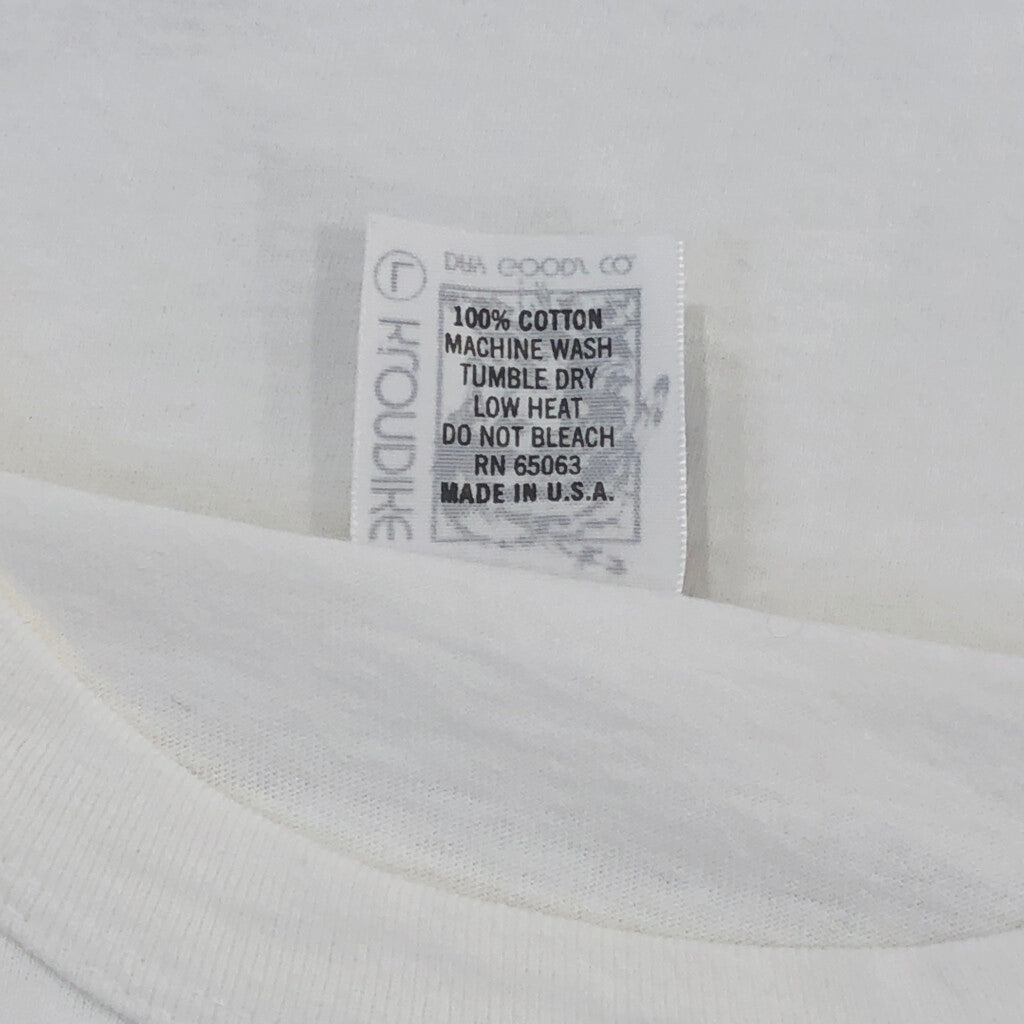 100% COTTON
MACHINE WASH
TUMBLE DRY
LOW HEAT
DO NOT BLEACH
RN 65063
MADE IN U.S.A.